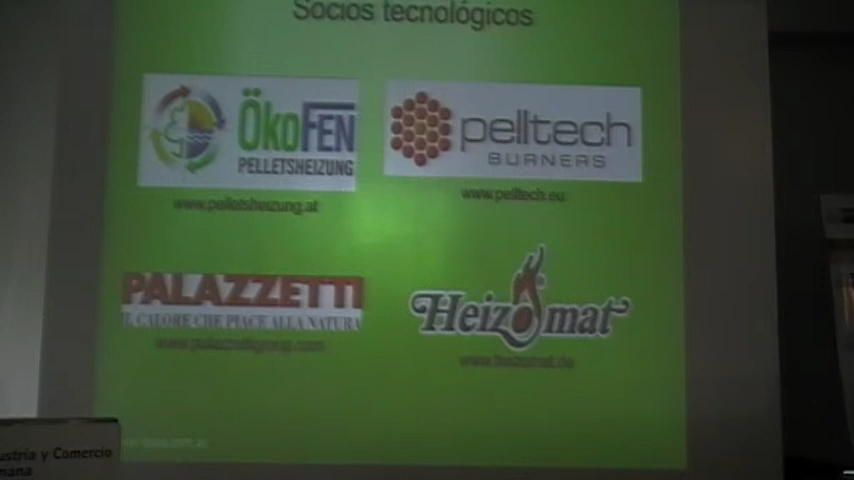 Socios tecnológicos
ÖkoFEN
PELLETSHEIZUNG
www.pelletsheizung.at
pelltech
BURNERS
www.pelltech.eu
PALAZZETTI
IL CALORE CHE PIACE ALLA NATURA
www.palazzettigroup.com
Heizomat
www.heizomat.de
ustria y Comercio
mana